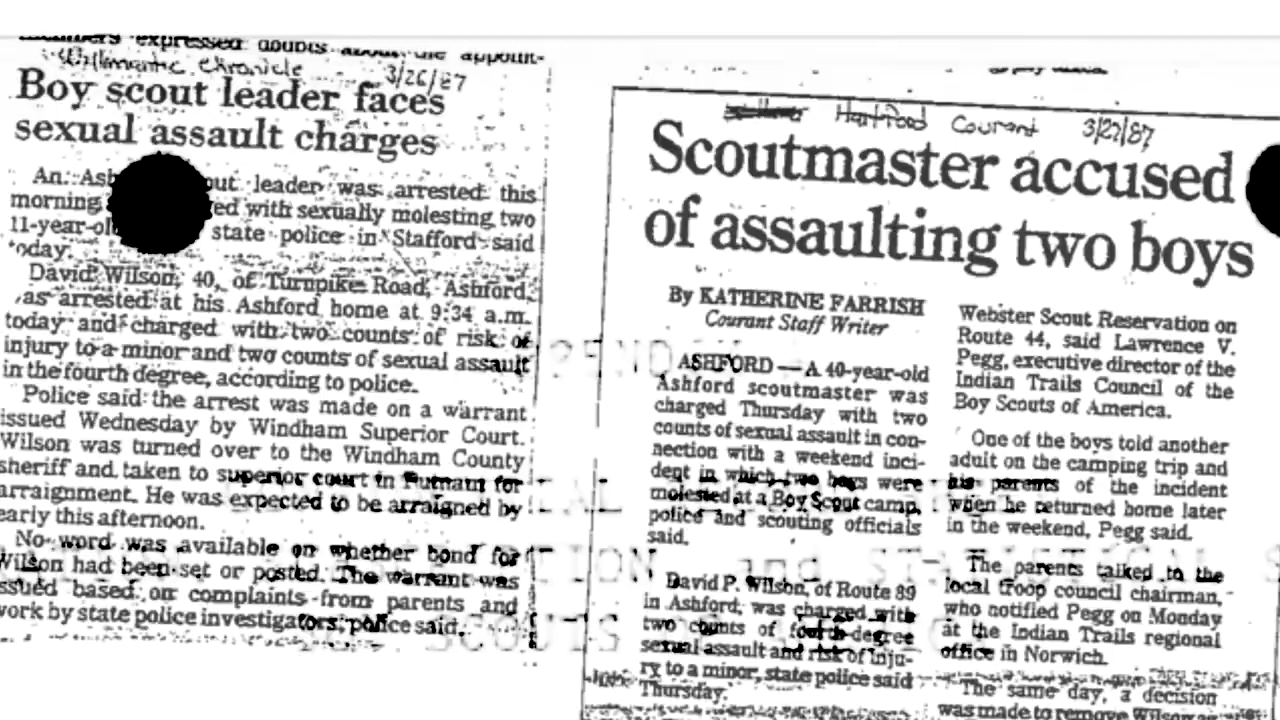 members expressed doubts about the appoint-
Willimantic Chronicle 3/26/87
Boy scout leader faces
sexual assault charges
An Ash out leader was arrested this
morning ed with sexually molesting two
11-year-ol state police in Stafford said
today.
David Wilson, 40, of Turnpike Road, Ashford,
as arrested at his Ashford home at 9:34 a.m.
today and charged with two counts of risk of
injury to a minor and two counts of sexual assault
in the fourth degree, according to police.
Police said the arrest was made on a warrant
issued Wednesday by Windham Superior Court.
Wilson was turned over to the Windham County
sheriff and taken to superior court in Putnam for
arraignment. He was expected to be arraigned by
early this afternoon.
No word was available on whether bond for
Wilson had been set or posted. The warrant was
ssued based on complaints from parents and
work by state police investigators, police said.
Hartford Courant 3/27/87
Scoutmaster accused
of assaulting two boys
By KATHERINE FARRISH
Courant Staff Writer
ASHFORD — A 40-year-old
Ashford scoutmaster was
charged Thursday with two
counts of sexual assault in con-
nection with a weekend inci-
dent in which two boys were
molested at a Boy Scout camp,
police and scouting officials
said.
David P. Wilson, of Route 89
in Ashford, was charged with
two counts of fourth-degree
sexual assault and risk of inju-
ry to a minor, state police said
Thursday.
Webster Scout Reservation on
Route 44, said Lawrence V.
Pegg, executive director of the
Indian Trails Council of the
Boy Scouts of America.
One of the boys told another
adult on the camping trip and
his parents of the incident
when he returned home later
in the weekend, Pegg said.
The parents talked to the
local troop council chairman,
who notified Pegg on Monday
at the Indian Trails regional
office in Norwich.
The same day, a decision
was made to remove Wilson